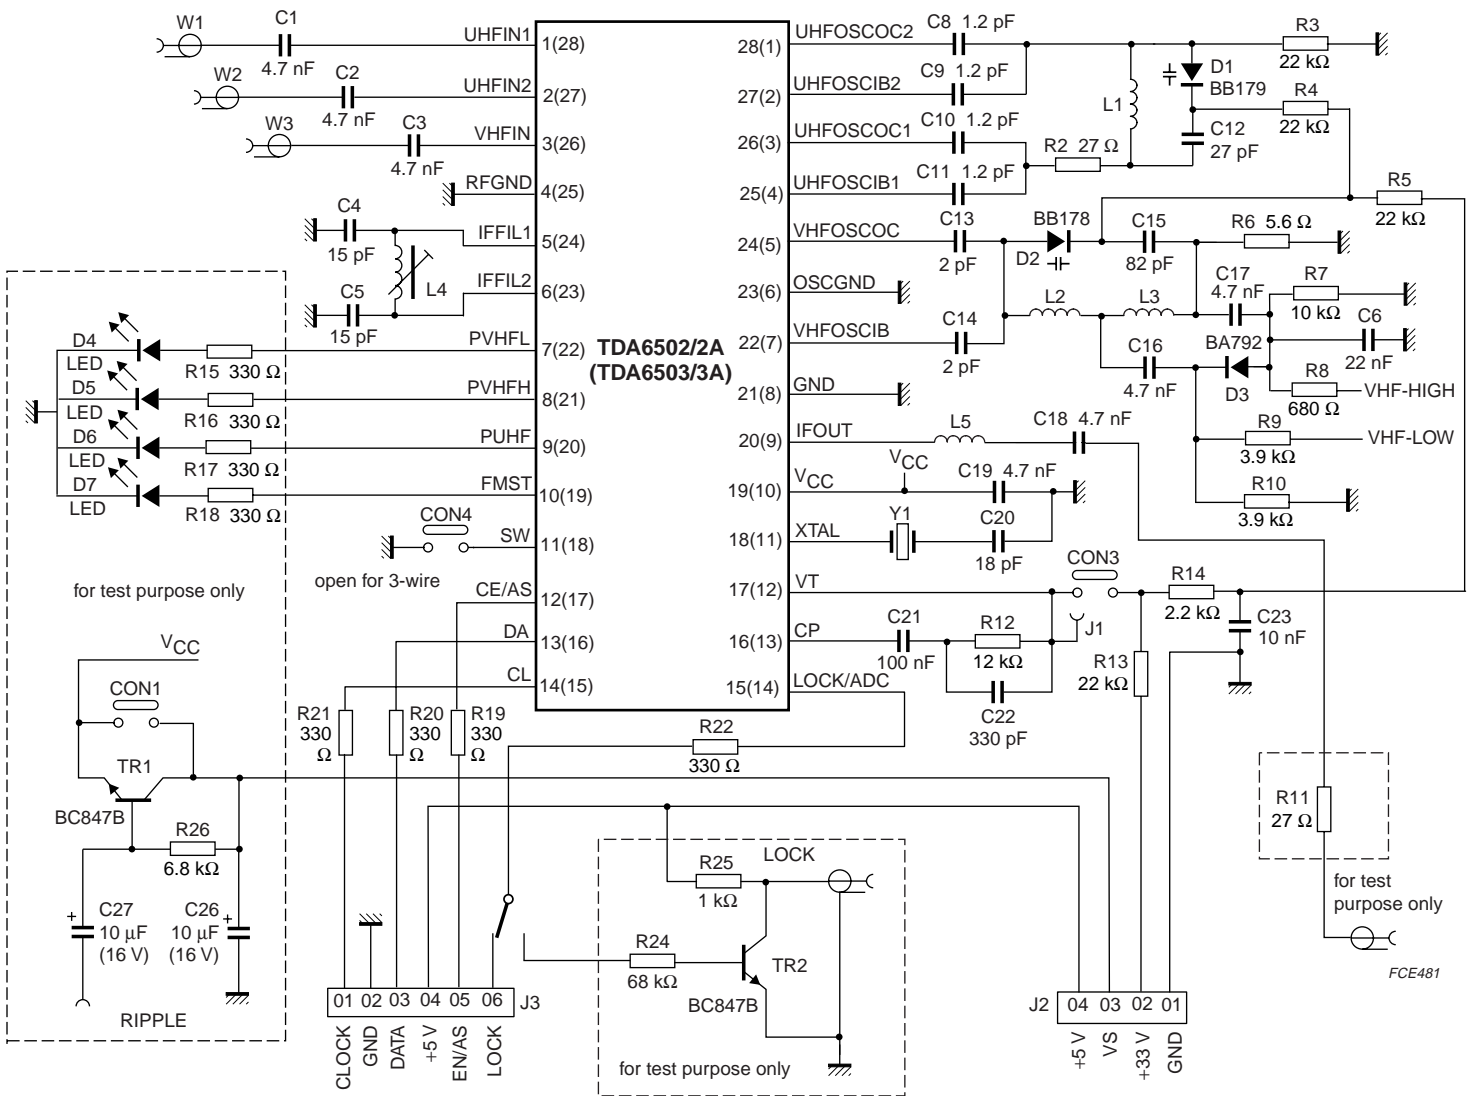 W1
C1
4.7 nF
UHFIN1
1(28)
W2
C2
4.7 nF
UHFIN2
2(27)
W3
C3
4.7 nF
VHFIN
3(26)
RFGND
4(25)
C4
15 pF
IFFIL1
5(24)
L4
C5
15 pF
IFFIL2
6(23)
D4
LED
R15 330 Ω
PVHFL
7(22)
D5
LED
R16 330 Ω
PVHFH
8(21)
D6
LED
R17 330 Ω
PUHF
9(20)
D7
LED
R18 330 Ω
FMST
10(19)
CON4
SW
11(18)
open for 3-wire
for test purpose only
CE/AS
12(17)
DA
13(16)
CL
14(15)
TDA6502/2A
(TDA6503/3A)
UHFOSCOC2
28(1)
C8 1.2 pF
UHFOSCIB2
27(2)
C9 1.2 pF
UHFOSCOC1
26(3)
C10 1.2 pF
UHFOSCIB1
25(4)
C11 1.2 pF
R2 27 Ω
L1
D1
BB179
C12
27 pF
R3
22 kΩ
R4
22 kΩ
R5
22 kΩ
VHFOSCOC
24(5)
C13
2 pF
BB178
D2
C15
82 pF
R6 5.6 Ω
OSCGND
23(6)
L2
L3
C17
4.7 nF
R7
10 kΩ
VHFOSCIB
22(7)
C14
2 pF
C16
4.7 nF
BA792
D3
C6
22 nF
R8
680 Ω
VHF-HIGH
GND
21(8)
R9
3.9 kΩ
VHF-LOW
R10
3.9 kΩ
IFOUT
20(9)
L5
C18 4.7 nF
VCC
19(10)
VCC
C19 4.7 nF
XTAL
18(11)
Y1
C20
18 pF
VT
17(12)
CON3
R14
2.2 kΩ
CP
16(13)
C21
100 nF
R12
12 kΩ
J1
C22
330 pF
R13
22 kΩ
C23
10 nF
LOCK/ADC
15(14)
VCC
CON1
TR1
BC847B
R26
6.8 kΩ
C27
10 µF
(16 V)
C26
10 µF
(16 V)
+
+
RIPPLE
R21
330
Ω
R20
330
Ω
R19
330
Ω
R22
330 Ω
R11
27 Ω
for test
purpose only
FCE481
LOCK
R25
1 kΩ
R24
68 kΩ
TR2
BC847B
for test purpose only
01 02 03 04 05 06
J3
CLOCK
GND
DATA
+5 V
EN/AS
LOCK
J2
04 03 02 01
+5 V
VS
+33 V
GND